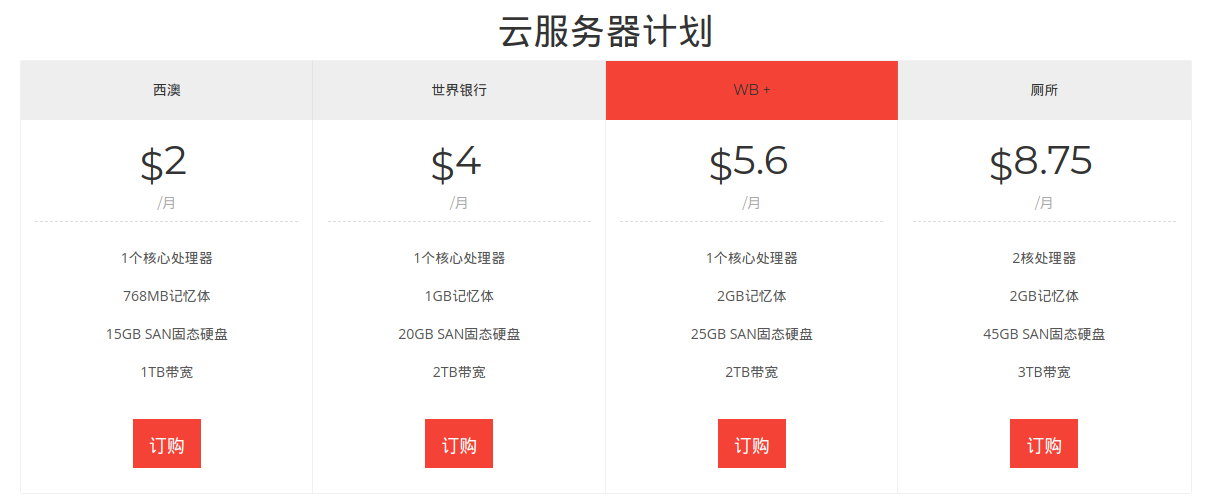 云服务器计划
西澳
世界银行
WB +
厕所
$2
/月
$4
/月
$5.6
/月
$8.75
/月
1个核心处理器
768MB记忆体
15GB SAN固态硬盘
1TB带宽
订购
1个核心处理器
1GB记忆体
20GB SAN固态硬盘
2TB带宽
订购
1个核心处理器
2GB记忆体
25GB SAN固态硬盘
2TB带宽
订购
2核处理器
2GB记忆体
45GB SAN固态硬盘
3TB带宽
订购